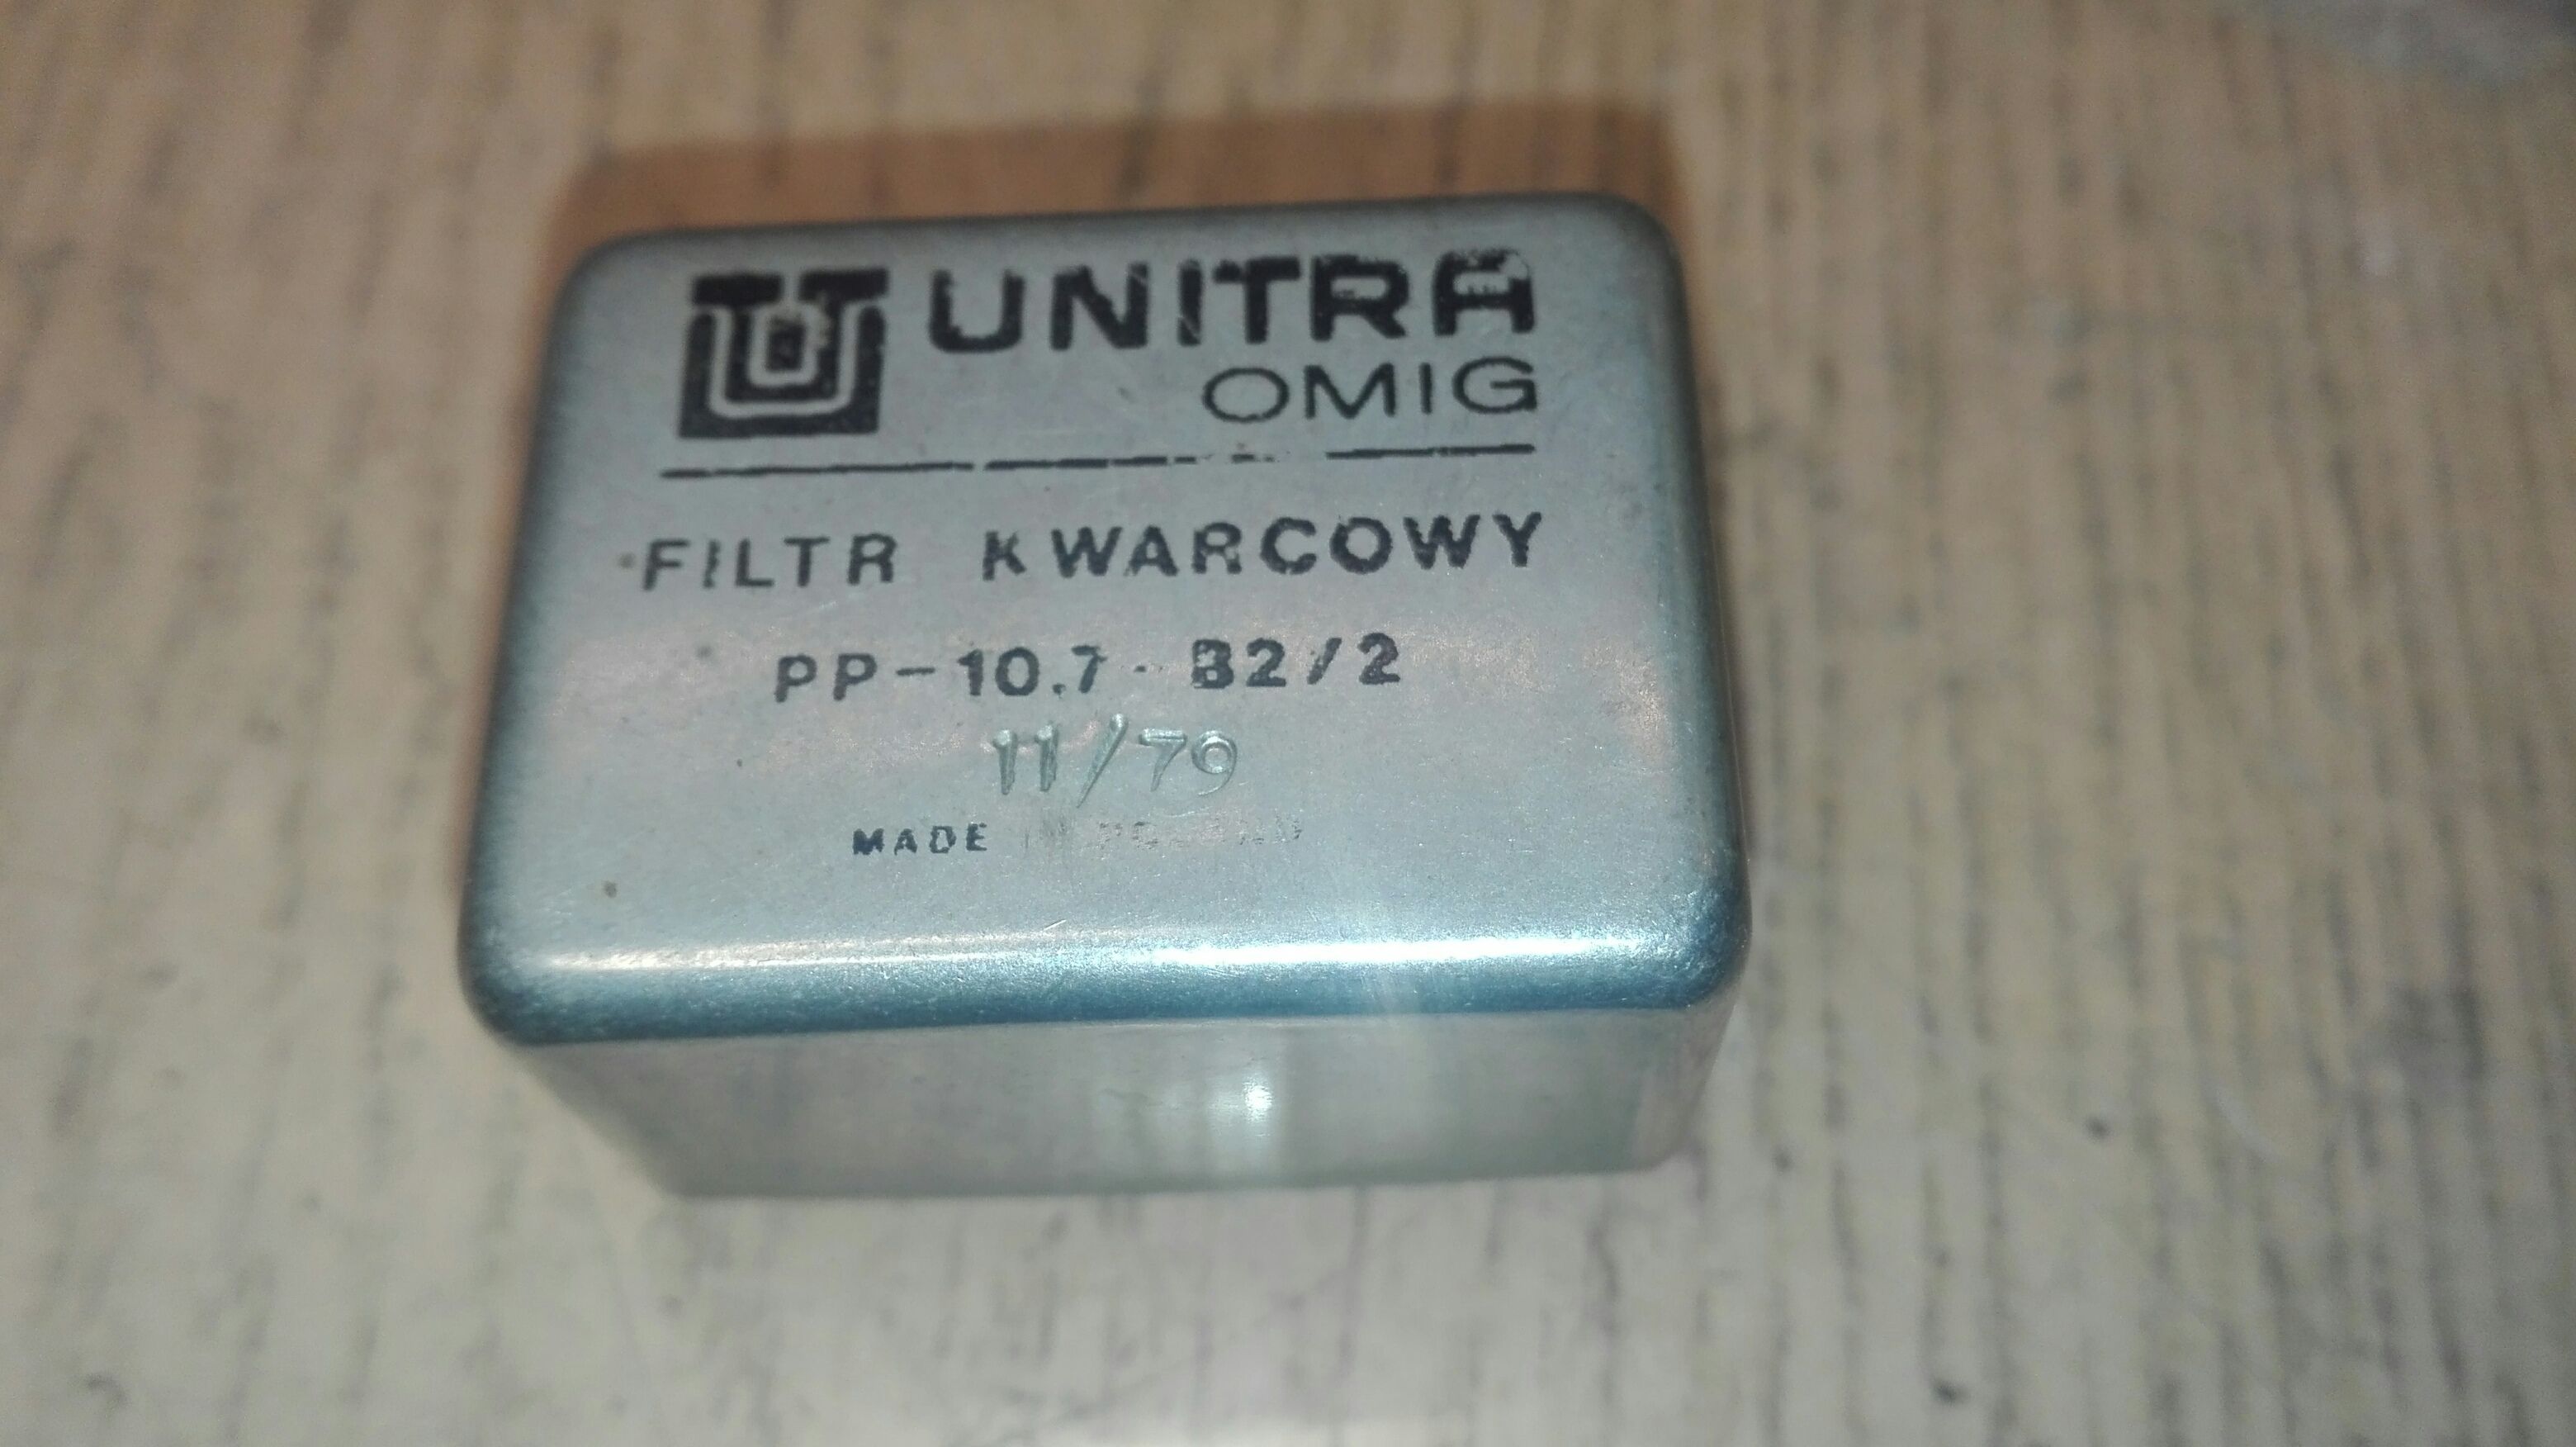 UNITRA
OMIG
FILTR KWARCOWY
PP-10.7-B2/2
11/79
MADE